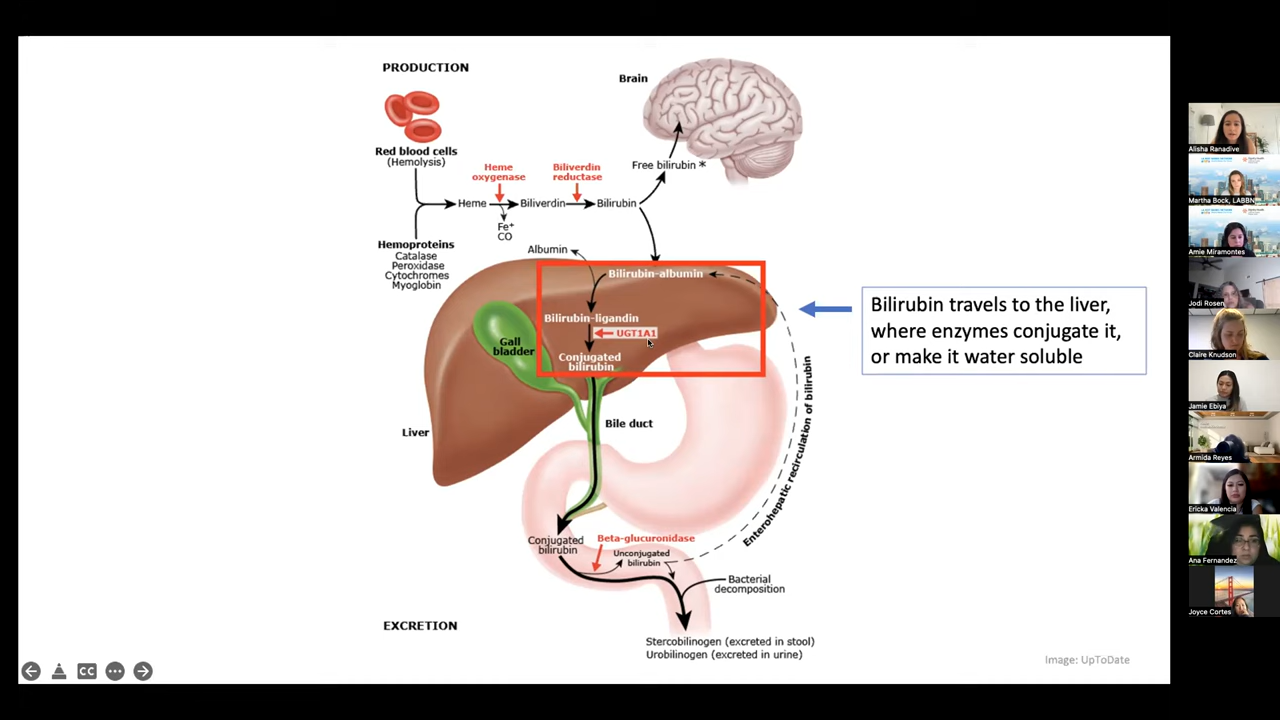 PRODUCTION
Brain
Red blood cells
(Hemolysis)
Heme
oxygenase
Biliverdin
reductase
Free bilirubin *
Heme
Biliverdin
Bilirubin
Fe⁺
CO
Hemoproteins
Catalase
Peroxidase
Cytochromes
Myoglobin
Albumin
Bilirubin-albumin
Bilirubin-ligandin
UGT1A1
Conjugated
bilirubin
Gall
bladder
Liver
Bile duct
Enterohepatic recirculation of bilirubin
Bilirubin travels to the liver,
where enzymes conjugate it,
or make it water soluble
Conjugated
bilirubin
Beta-glucuronidase
Unconjugated
bilirubin
Bacterial
decomposition
EXCRETION
Stercobilinogen (excreted in stool)
Urobilinogen (excreted in urine)
Image: UpToDate
CC
Alisha Ranadive
Martha Bock, LABBN
Amie Miramontes
Jodi Rosen
Claire Knudson
Jamie Ebiya
Armida Reyes
Ericka Valencia
Ana Fernandez
Joyce Cortes